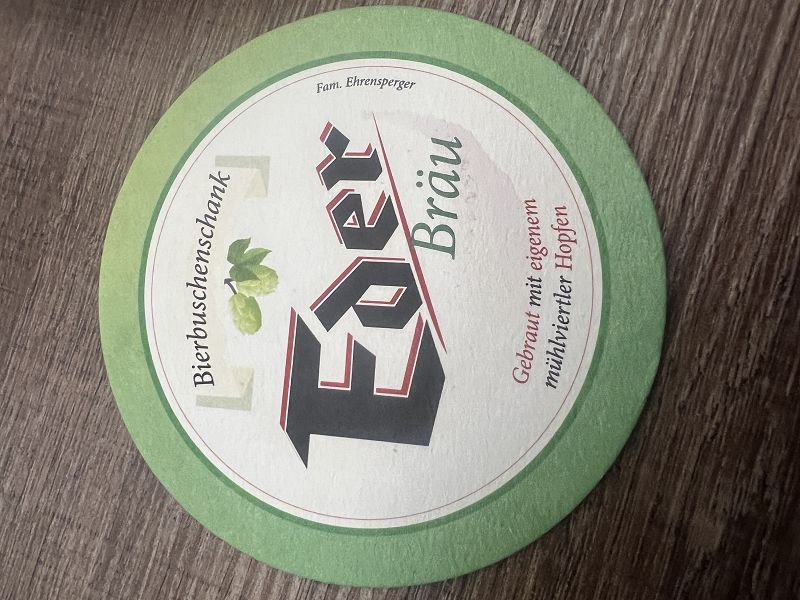 Bierbuschenschank
Fam. Ehrensperger
Eder
Bräu
Gebraut mit eigenem
mühlviertler Hopfen